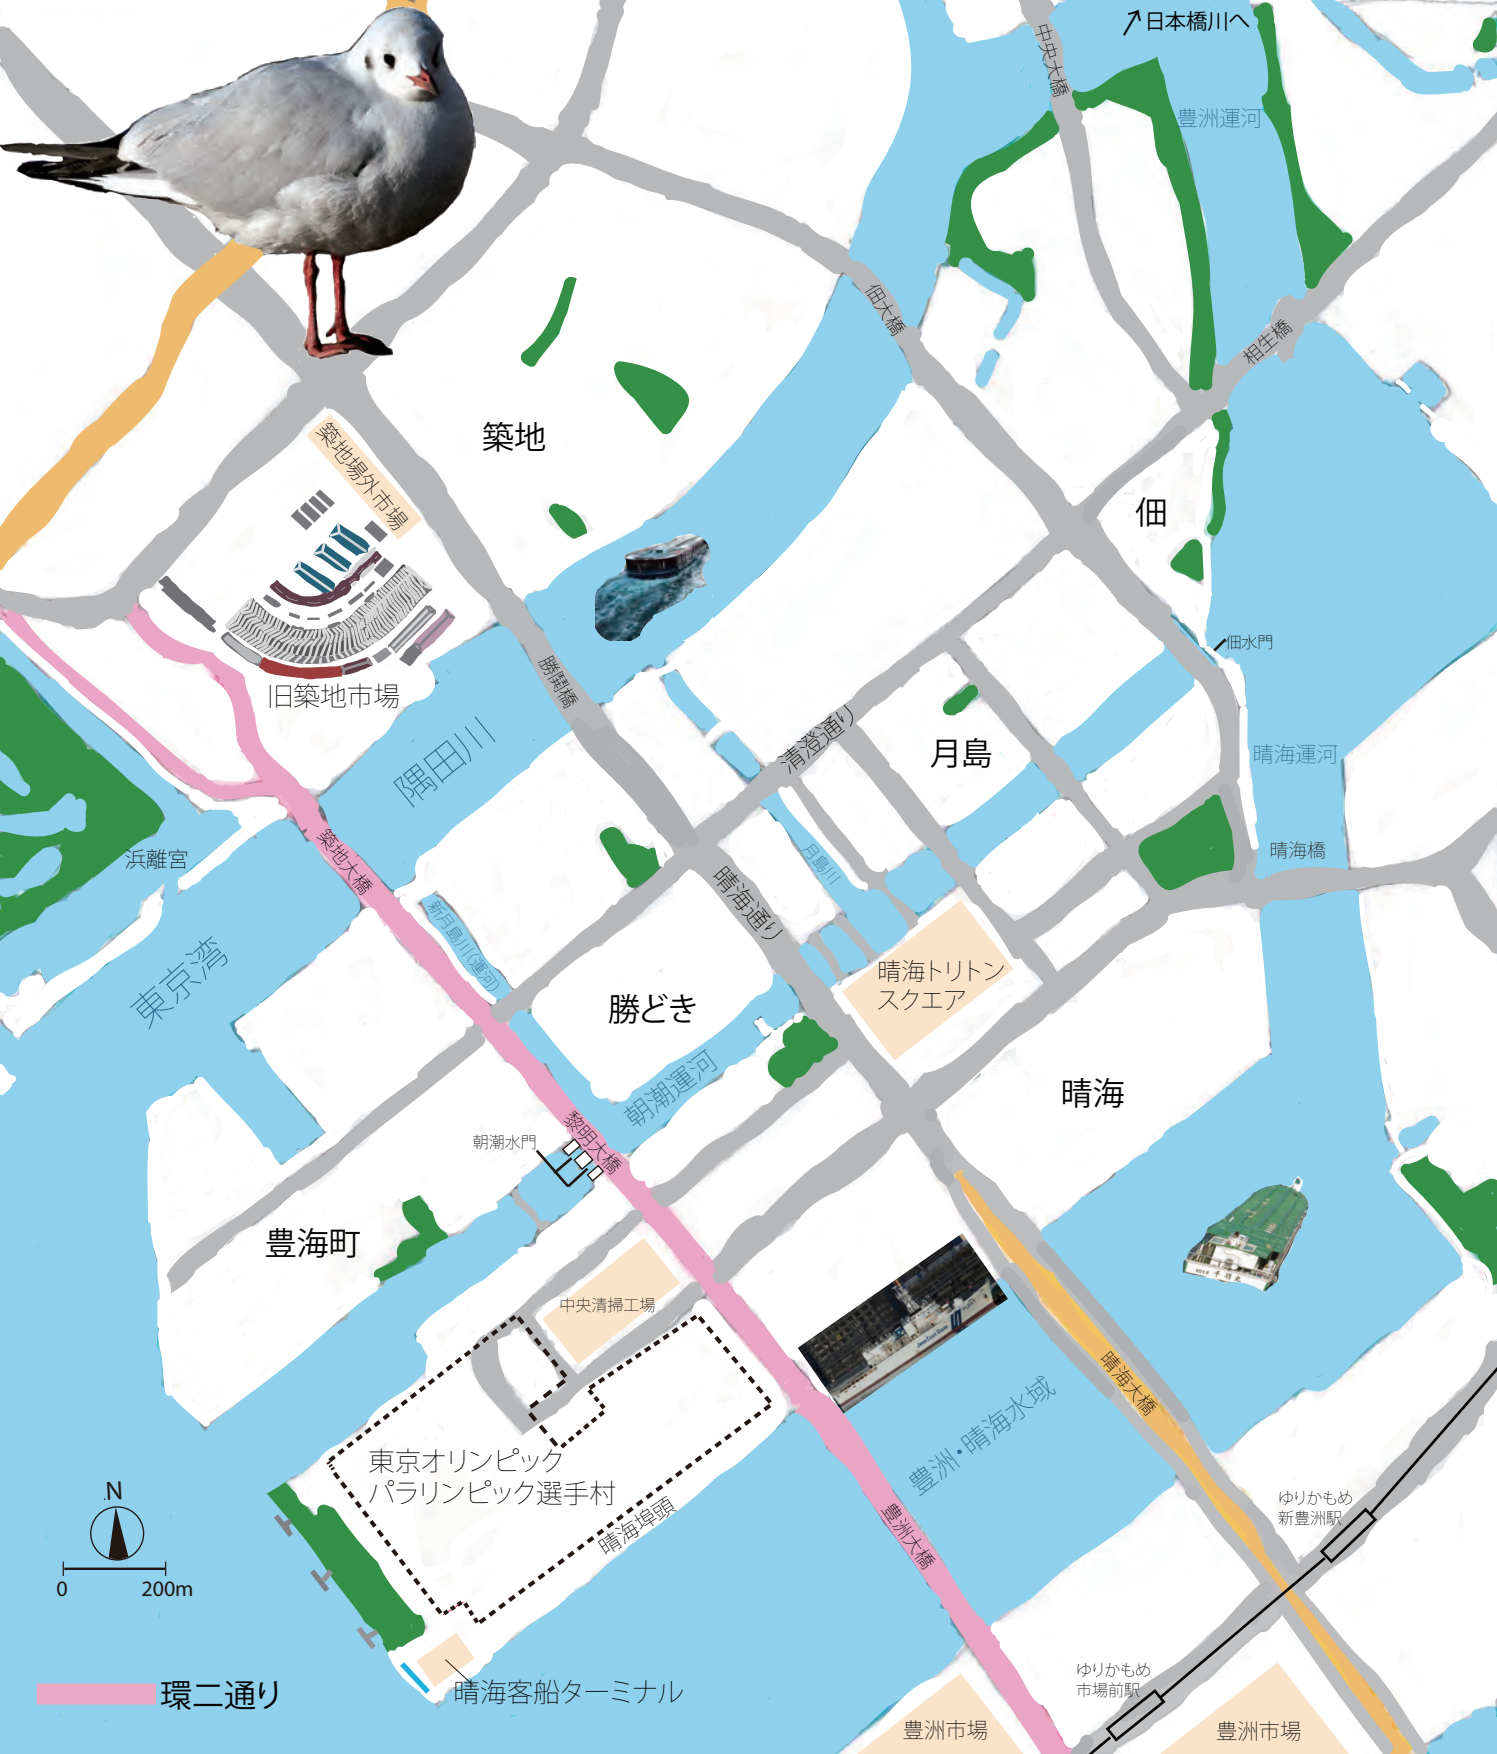 ↗日本橋川へ
中央大橋
豊洲運河
佃大橋
相生橋
築地
築地場外市場
佃
佃水門
旧築地市場
勝鬨橋
隅田川
清澄通り
月島
晴海運河
浜離宮
築地大橋
月島川
晴海橋
晴海通り
新月島川(運河)
東京湾
勝どき
晴海トリトン
スクエア
朝潮運河
晴海
黎明大橋
朝潮水門
豊海町
中央清掃工場
晴海大橋
豊洲・晴海水域
東京オリンピック
パラリンピック選手村
晴海埠頭
豊洲大橋
ゆりかもめ
新豊洲駅
N
0 200m
ゆりかもめ
市場前駅
環二通り
晴海客船ターミナル
豊洲市場
豊洲市場